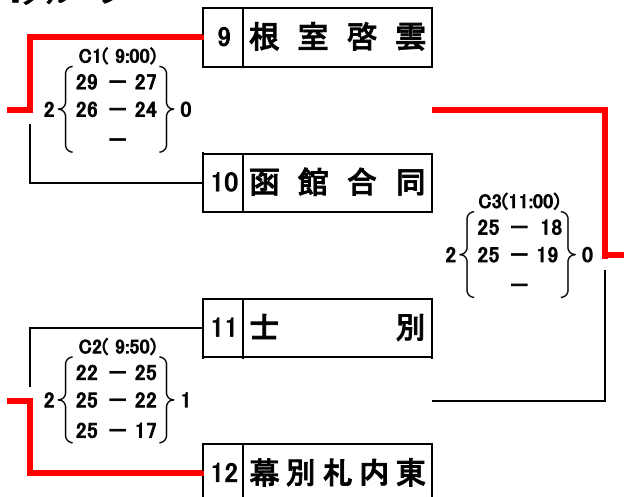 9 根室啓雲
C1( 9:00)
29 － 27
2 26 － 24 0
－
10 函館合同
C3(11:00)
25 － 18
2 25 － 19 0
－
11 士別
C2( 9:50)
22 － 25
2 25 － 22 1
25 － 17
12 幕別札内東